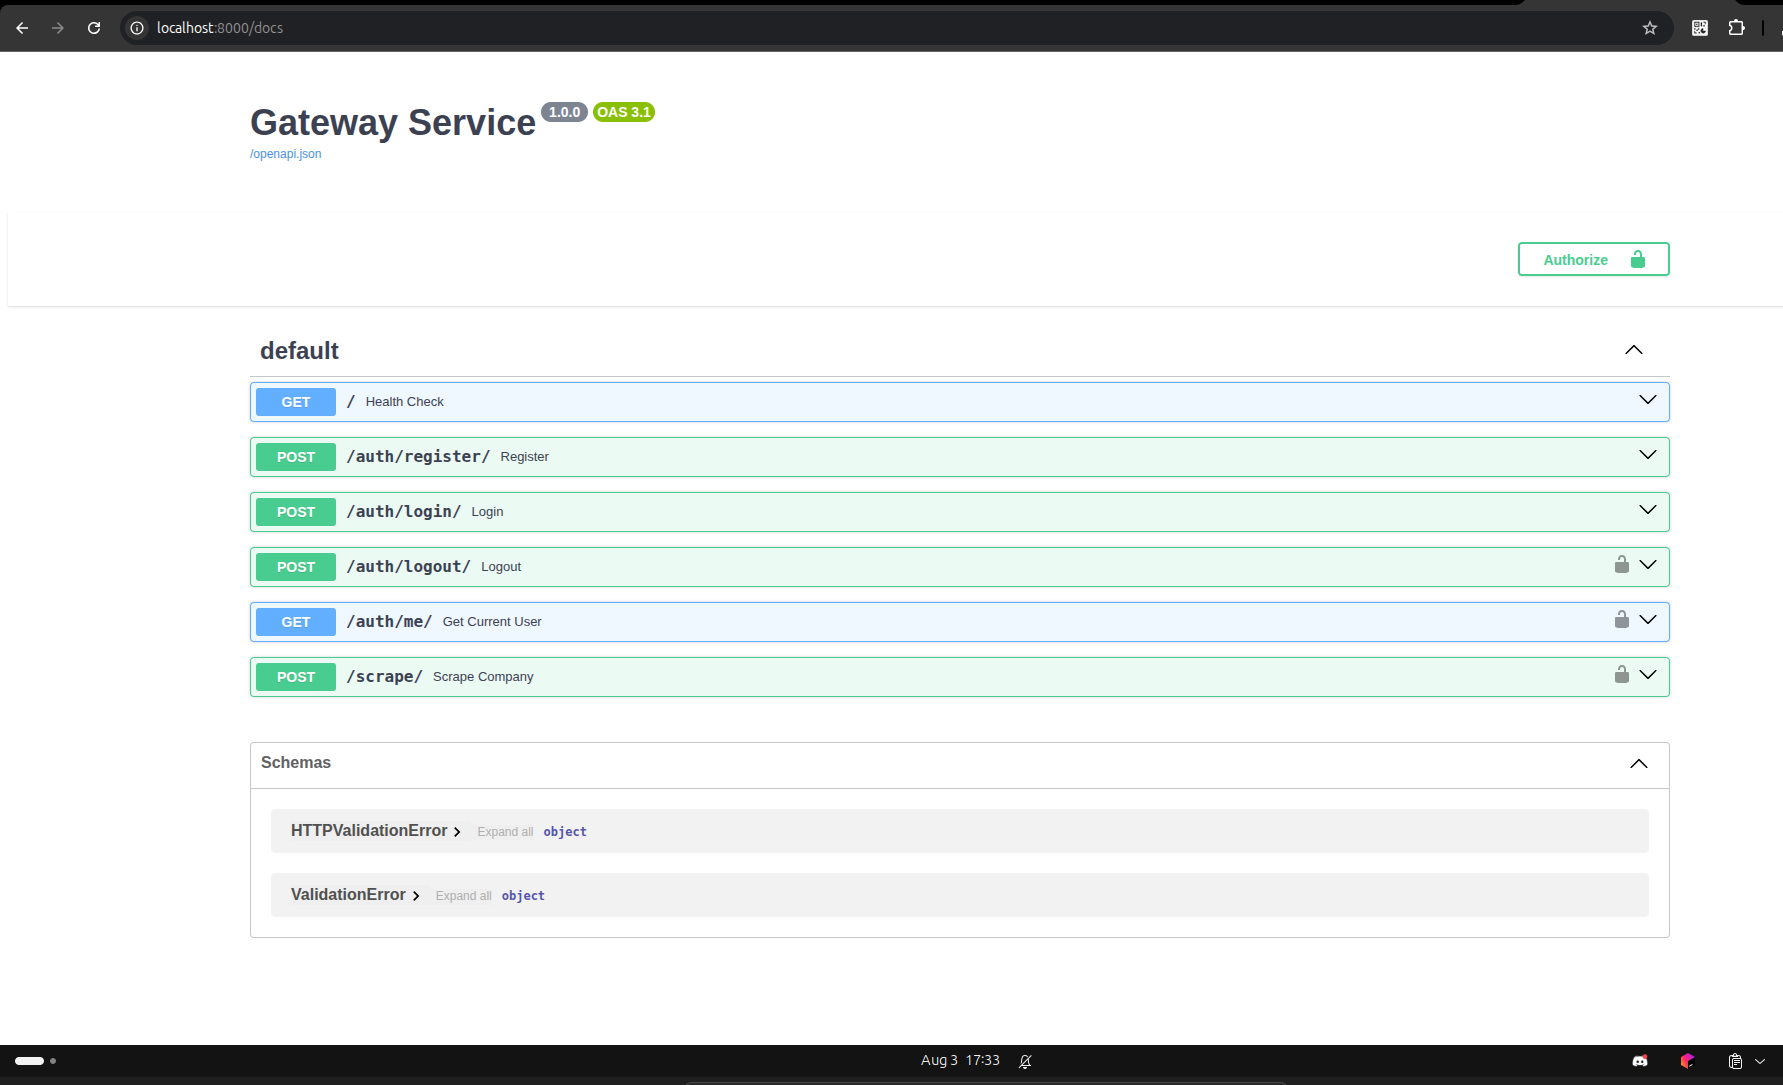 localhost:8000/docs
Gateway Service 1.0.0 OAS 3.1
/openapi.json
Authorize
default
GET / Health Check
POST /auth/register/ Register
POST /auth/login/ Login
POST /auth/logout/ Logout
GET /auth/me/ Get Current User
POST /scrape/ Scrape Company
Schemas
HTTPValidationError Expand all object
ValidationError Expand all object
Aug 3 17:33